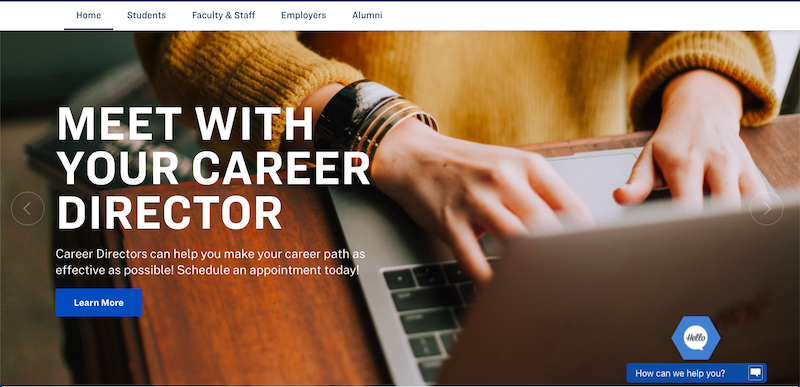 Home Students Faculty & Staff Employers Alumni
MEET WITH
YOUR CAREER
DIRECTOR
Career Directors can help you make your career path as
effective as possible! Schedule an appointment today!
Learn More
Hello
How can we help you?